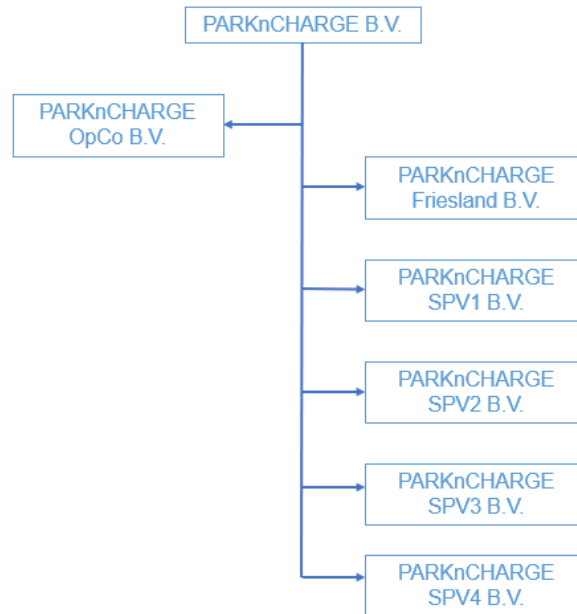 PARKnCHARGE B.V.
PARKnCHARGE
OpCo B.V.
PARKnCHARGE
Friesland B.V.
PARKnCHARGE
SPV1 B.V.
PARKnCHARGE
SPV2 B.V.
PARKnCHARGE
SPV3 B.V.
PARKnCHARGE
SPV4 B.V.